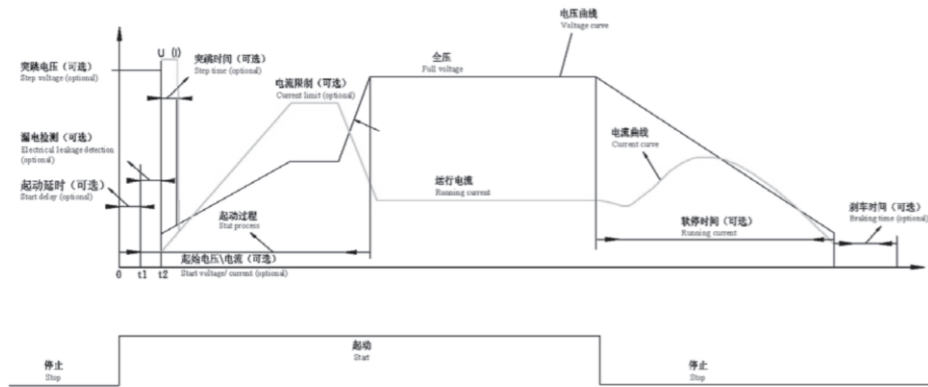 U (I)
电压曲线
Voltage curve
突跳电压（可选）
Step voltage (optional)
突跳时间（可选）
Step time (optional)
全压
Full voltage
电流限制（可选）
Current limit (optional)
漏电检测（可选）
Electrical leakage detection
(optional)
电流曲线
Current curve
起动延时（可选）
Start delay (optional)
运行电流
Running current
起动过程
Stat process
软停时间（可选）
Running current
刹车时间（可选）
Braking time (optional)
起始电压\电流（可选）
Start voltage/ current (optional)
0
t1
t2
停止
Stop
起动
Start
停止
Stop